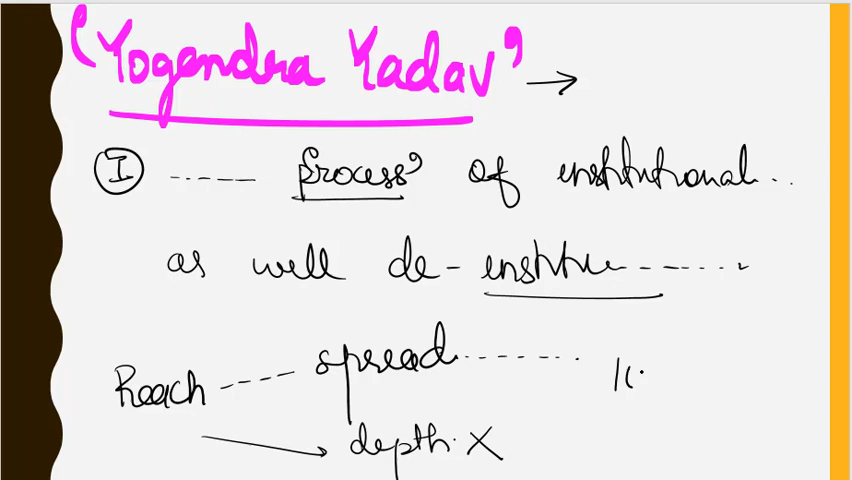 'Yogendra Yadav' →
I ...... process' of institutional..
as well de- institu------
Reach ---- spread.......
→ depth. X